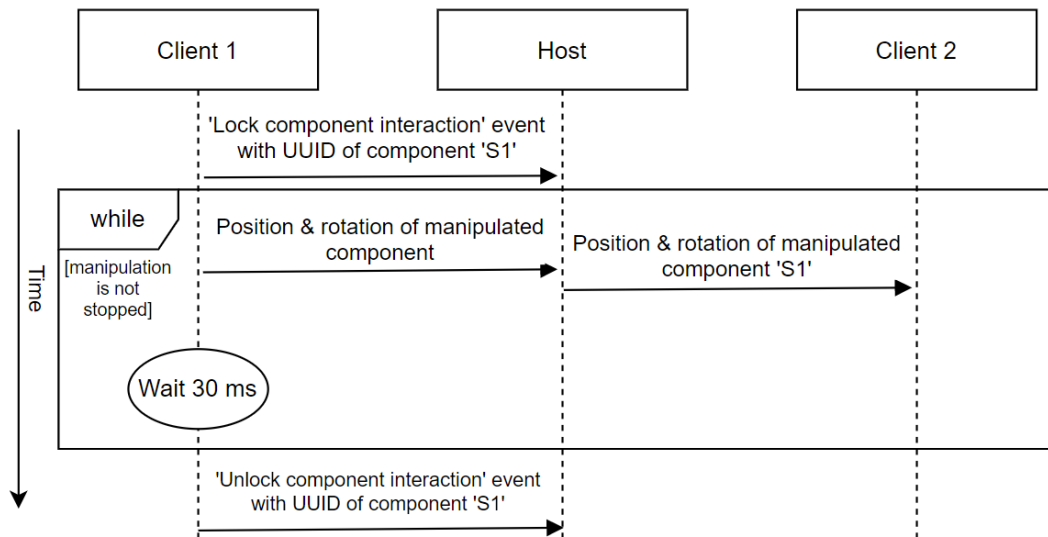 Client 1
Host
Client 2
'Lock component interaction' event
with UUID of component 'S1'
while
[manipulation
is not
stopped]
Position & rotation of manipulated
component
Position & rotation of manipulated
component 'S1'
Time
Wait 30 ms
'Unlock component interaction' event
with UUID of component 'S1'